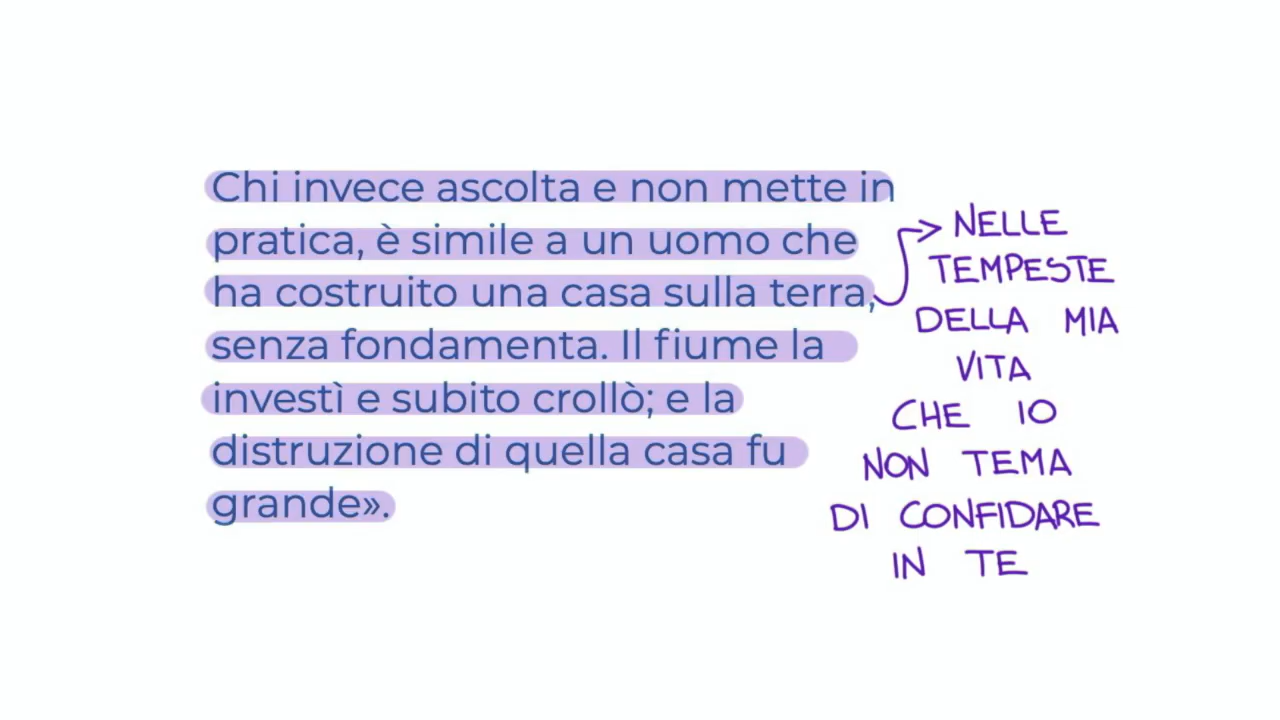 Chi invece ascolta e non mette in
pratica, è simile a un uomo che
ha costruito una casa sulla terra,
senza fondamenta. Il fiume la
investì e subito crollò; e la
distruzione di quella casa fu
grande».
NELLE
TEMPESTE
DELLA MIA
VITA
CHE IO
NON TEMA
DI CONFIDARE
IN TE